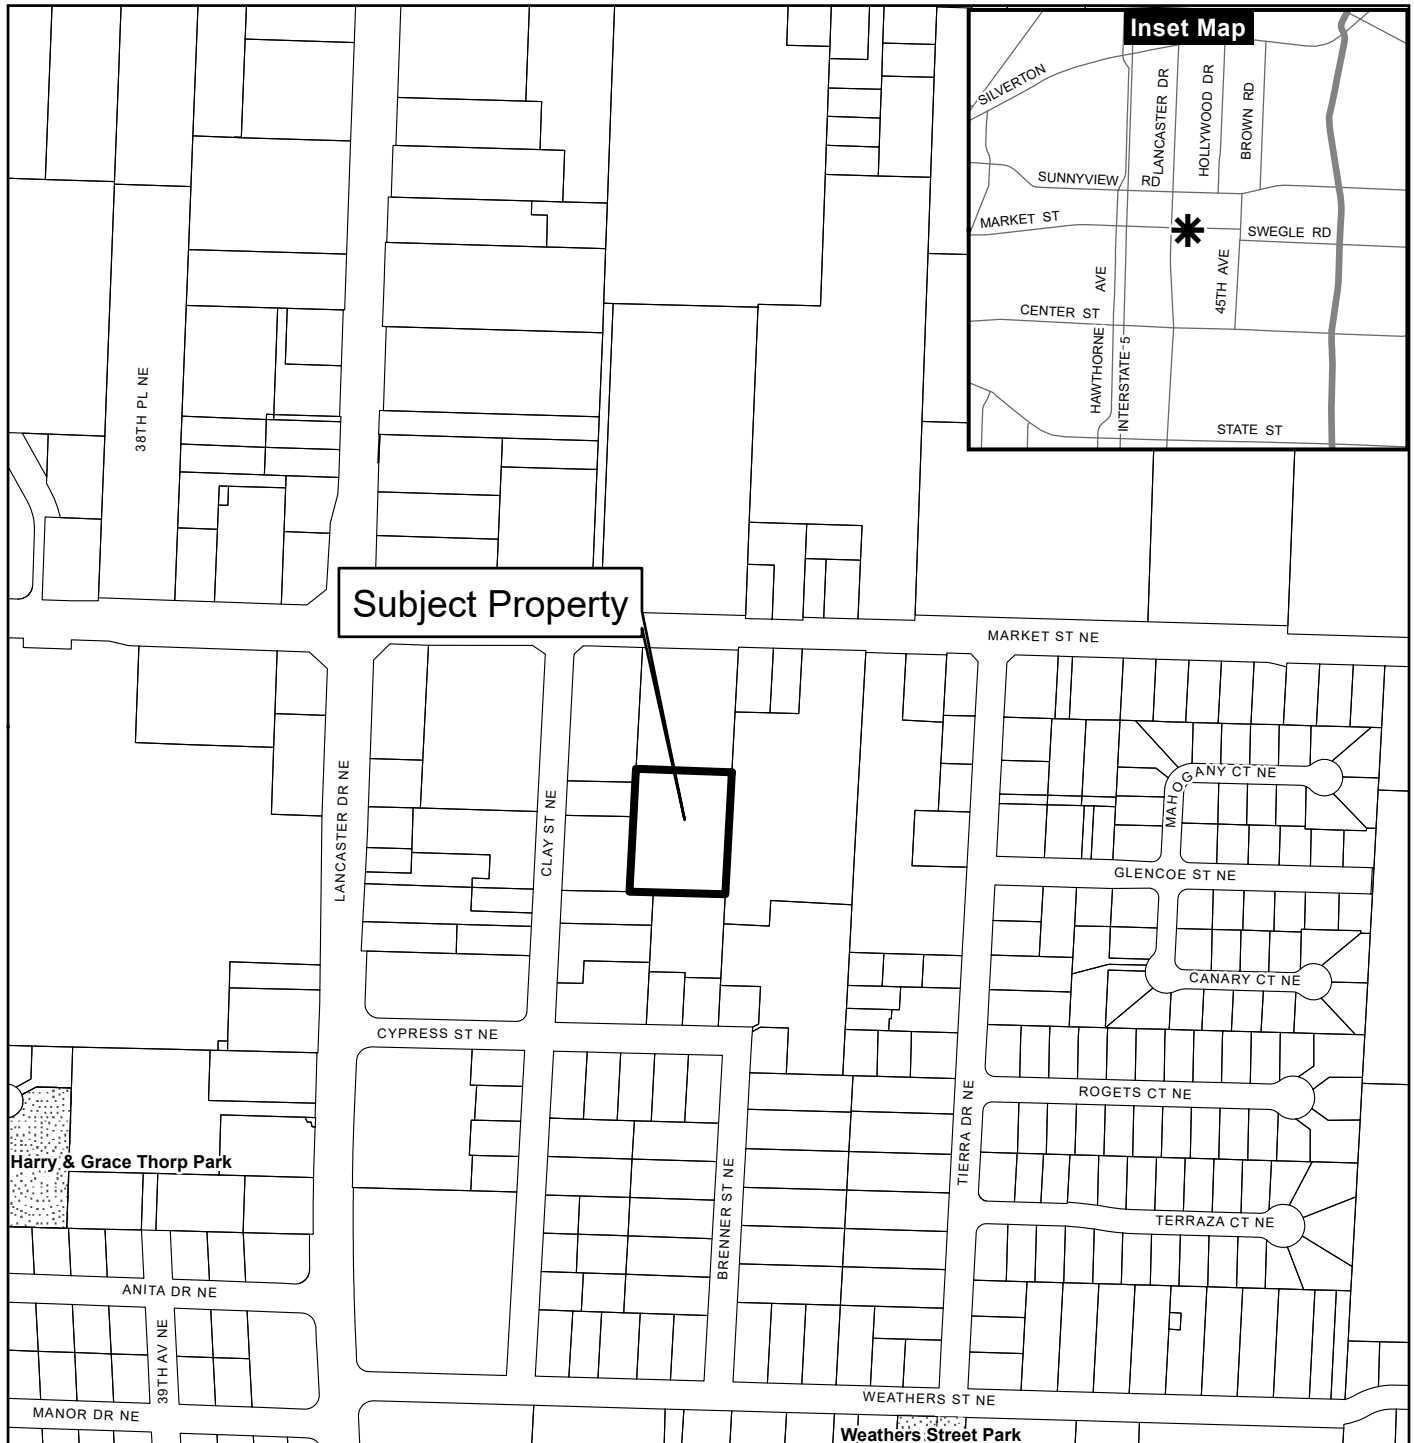 Inset Map
SILVERTON
LANCASTER DR
HOLLYWOOD DR
BROWN RD
SUNNYVIEW RD
MARKET ST
SWEGLE RD
HAWTHORNE AVE
45TH AVE
CENTER ST
INTERSTATE-5
STATE ST
38TH PL NE
Subject Property
MARKET ST NE
LANCASTER DR NE
CLAY ST NE
MAHOGANY CT NE
GLENCOE ST NE
CANARY CT NE
CYPRESS ST NE
ROGETS CT NE
TIERRA DR NE
Harry & Grace Thorp Park
BRENNER ST NE
TERRAZA CT NE
ANITA DR NE
39TH AV NE
WEATHERS ST NE
MANOR DR NE
Weathers Street Park